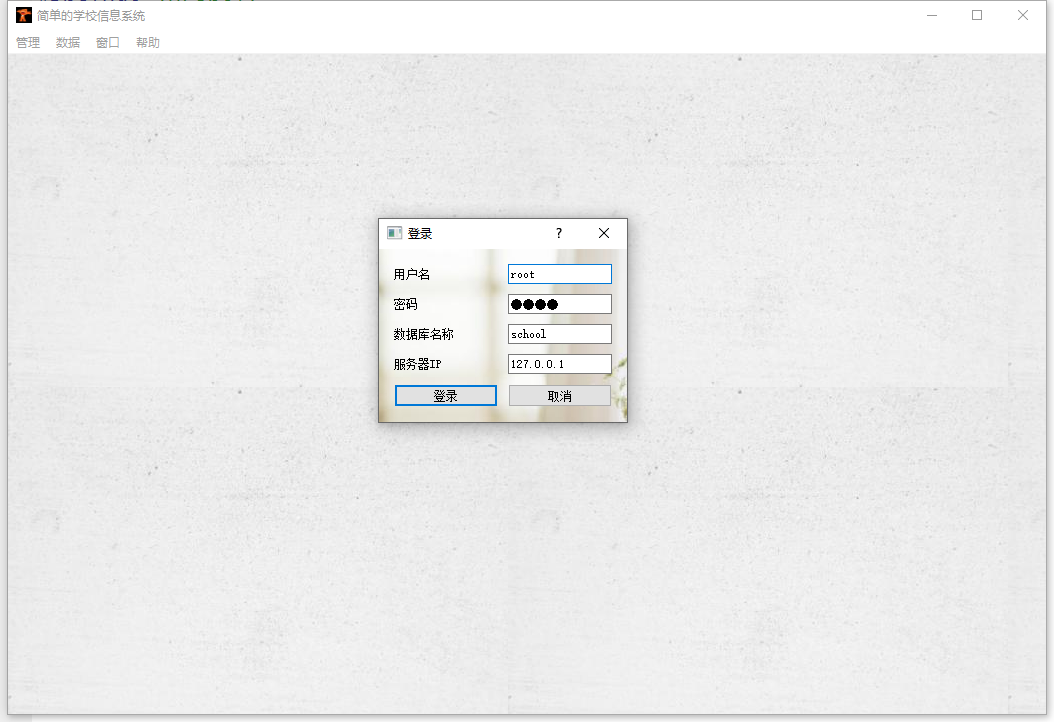 简单的学校信息系统
管理 数据 窗口 帮助
登录 ?
用户名 root
密码 ●●●●
数据库名称 school
服务器IP 127.0.0.1
登录 取消